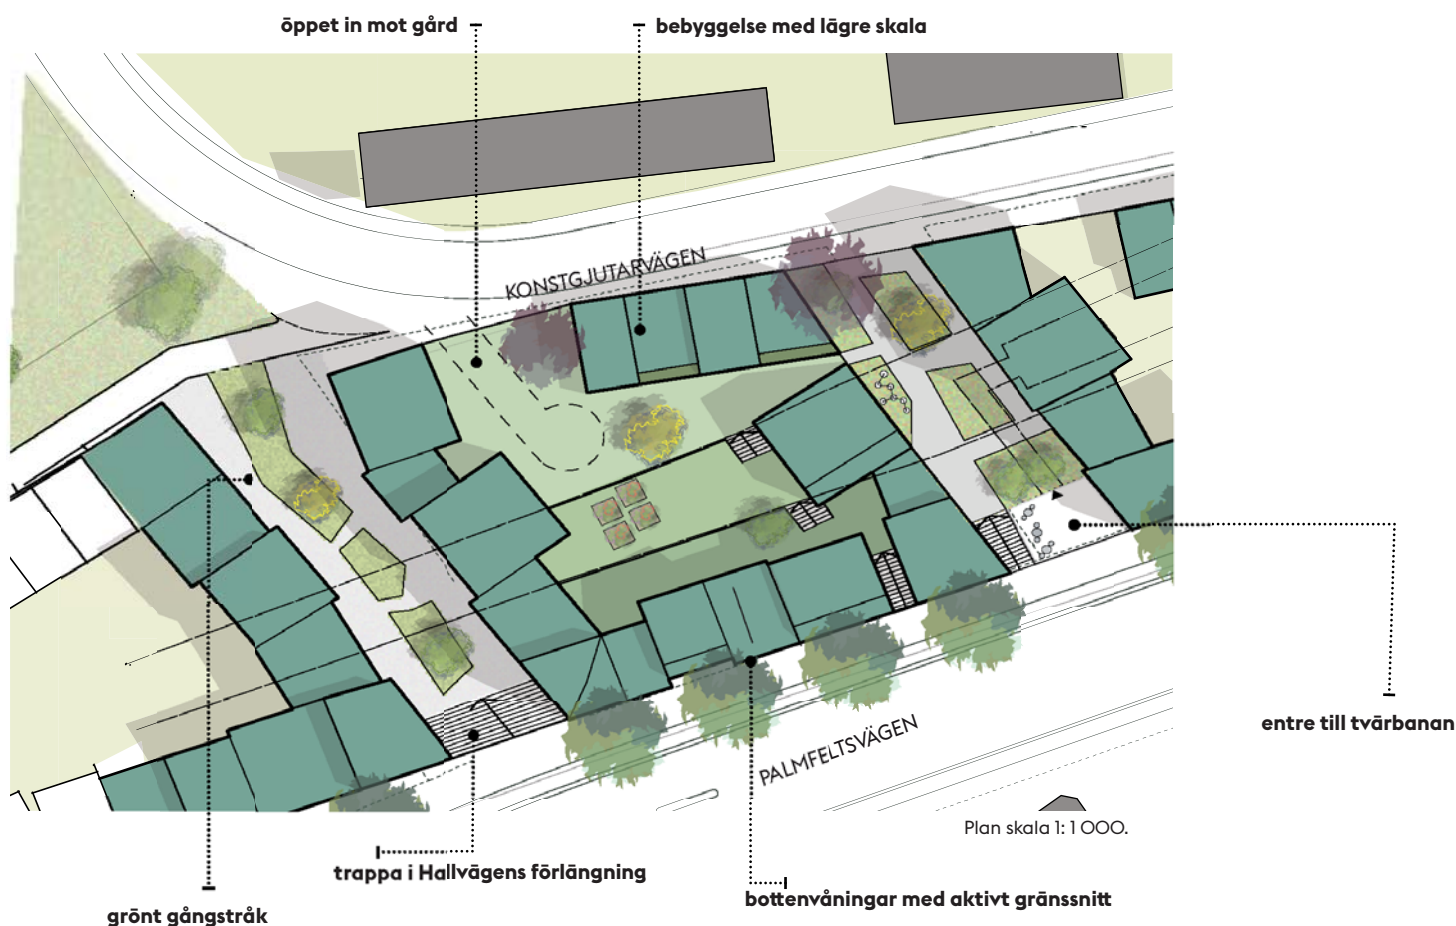 öppet in mot gård
bebyggelse med lägre skala
KONSTGJUTARVÄGEN
entre till tvärbanan
PALMFELTSVÄGEN
Plan skala 1: 1 000.
trappa i Hallvägens förlängning
bottenvåningar med aktivt gränssnitt
grönt gångstråk